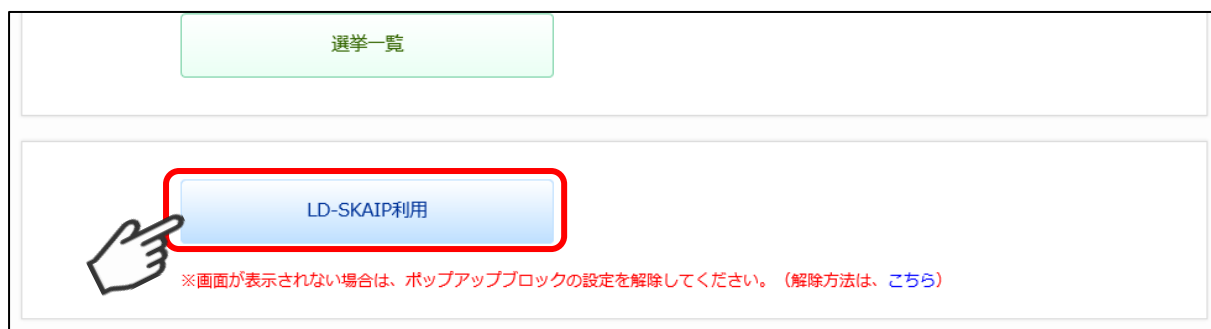 選挙一覧
LD-SKAIP利用
※画面が表示されない場合は、ポップアップブロックの設定を解除してください。（解除方法は、こちら）